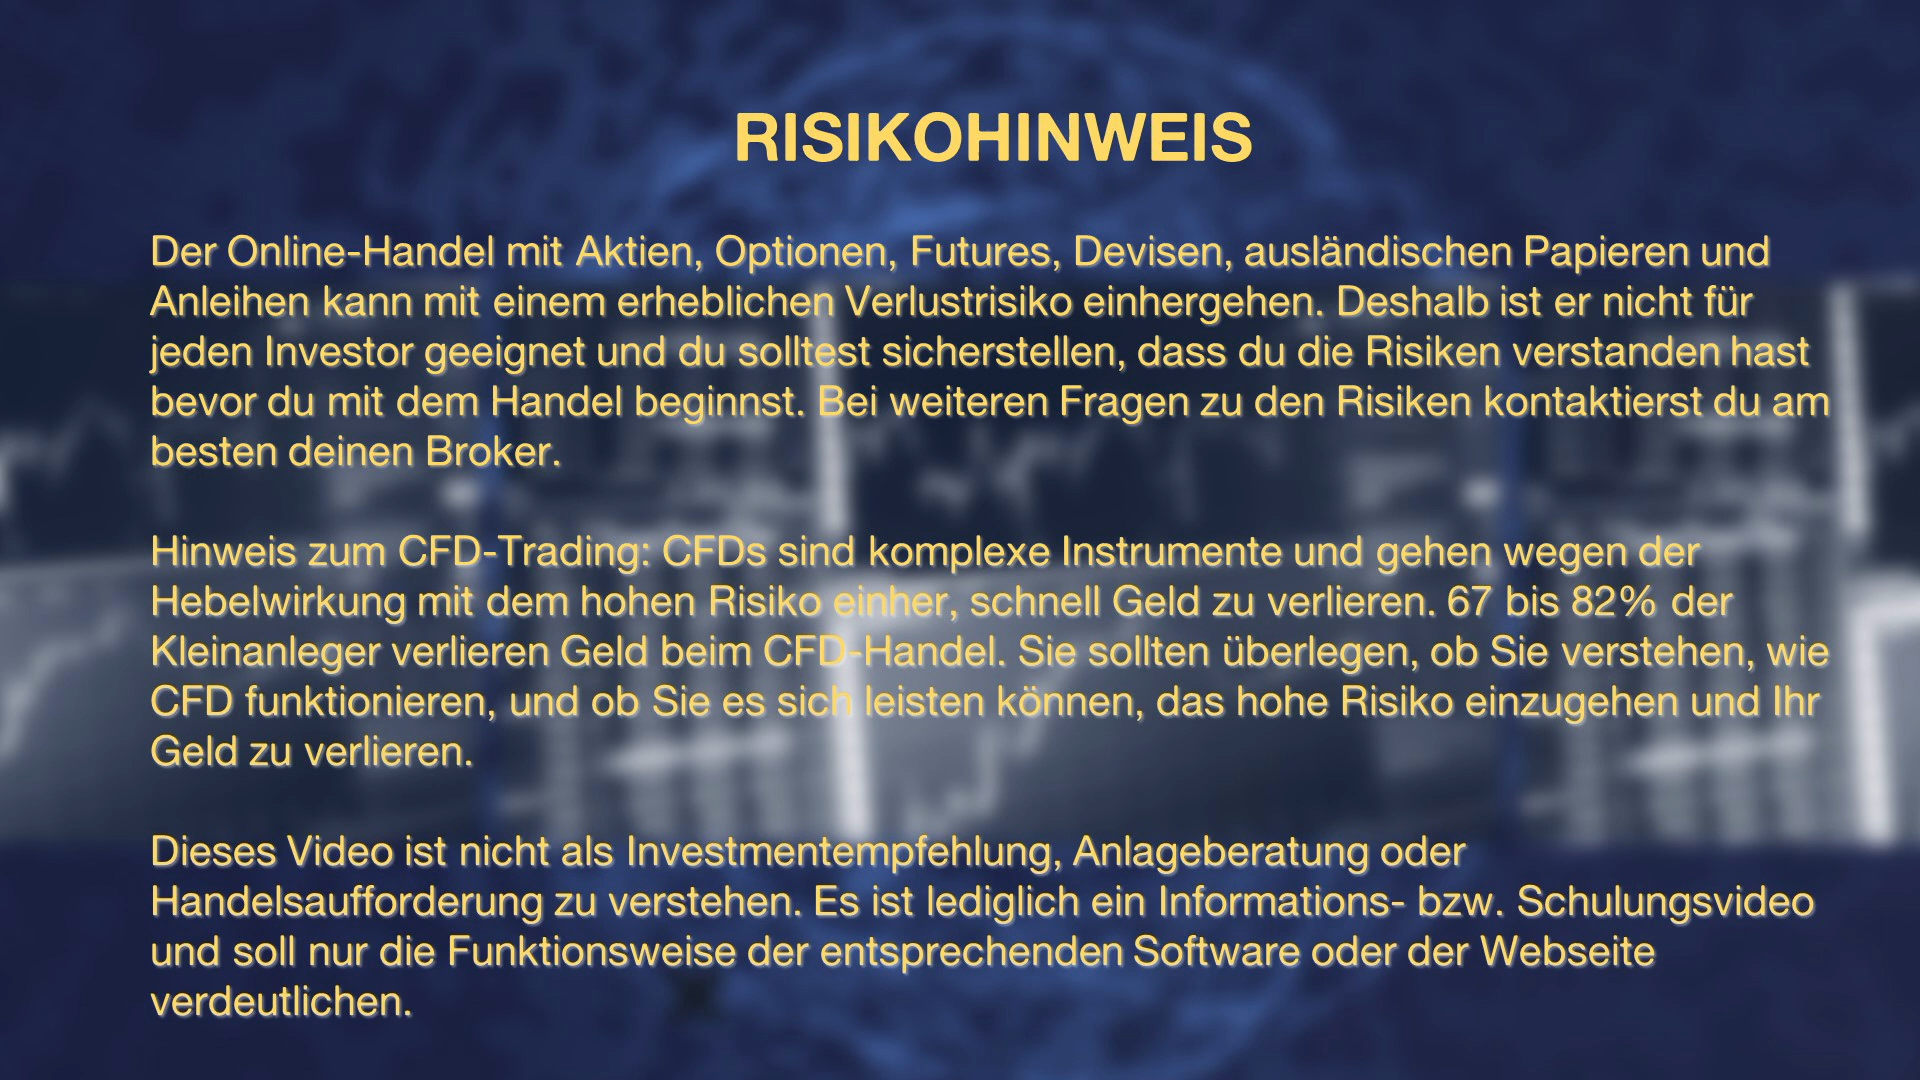 RISIKOHINWEIS
Der Online-Handel mit Aktien, Optionen, Futures, Devisen, ausländischen Papieren und
Anleihen kann mit einem erheblichen Verlustrisiko einhergehen. Deshalb ist er nicht für
jeden Investor geeignet und du solltest sicherstellen, dass du die Risiken verstanden hast
bevor du mit dem Handel beginnst. Bei weiteren Fragen zu den Risiken kontaktierst du am
besten deinen Broker.
Hinweis zum CFD-Trading: CFDs sind komplexe Instrumente und gehen wegen der
Hebelwirkung mit dem hohen Risiko einher, schnell Geld zu verlieren. 67 bis 82% der
Kleinanleger verlieren Geld beim CFD-Handel. Sie sollten überlegen, ob Sie verstehen, wie
CFD funktionieren, und ob Sie es sich leisten können, das hohe Risiko einzugehen und Ihr
Geld zu verlieren.
Dieses Video ist nicht als Investmentempfehlung, Anlageberatung oder
Handelsaufforderung zu verstehen. Es ist lediglich ein Informations- bzw. Schulungsvideo
und soll nur die Funktionsweise der entsprechenden Software oder der Webseite
verdeutlichen.